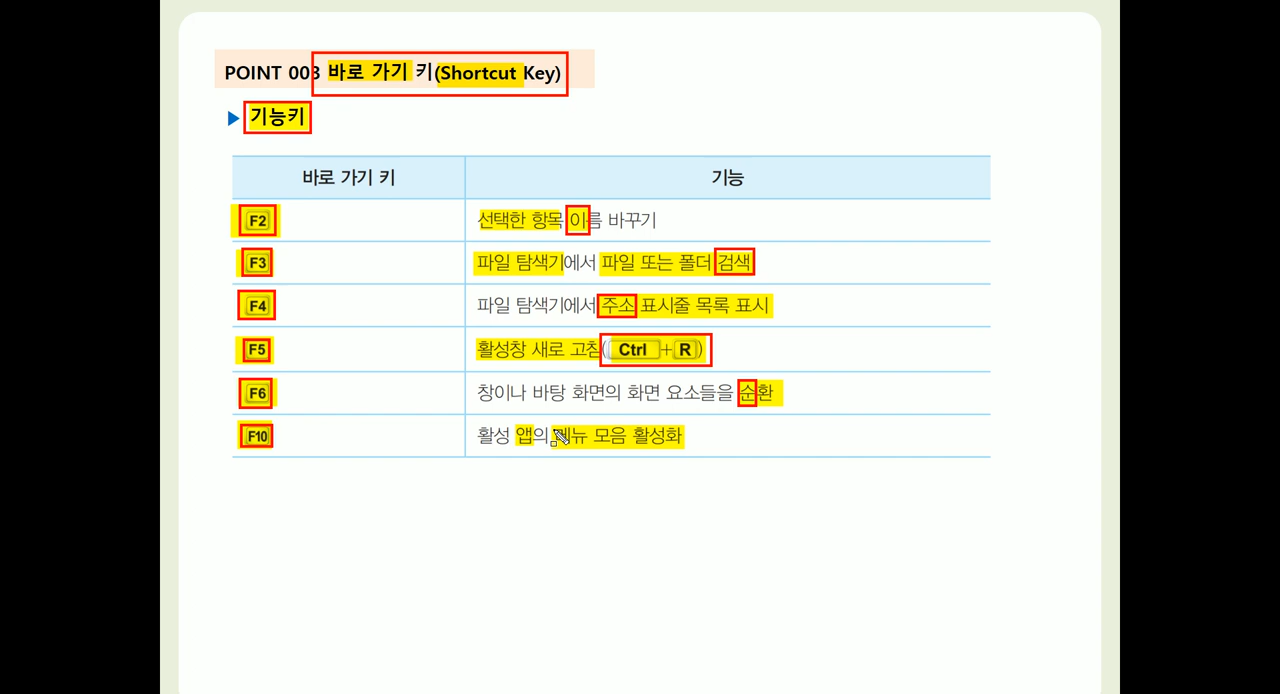 POINT 003 바로 가기 키(Shortcut Key)
▶ 기능키
바로 가기 키 기능
F2 선택한 항목 이름 바꾸기
F3 파일 탐색기에서 파일 또는 폴더 검색
F4 파일 탐색기에서 주소 표시줄 목록 표시
F5 활성창 새로 고침(Ctrl+R)
F6 창이나 바탕 화면의 화면 요소들을 순환
F10 활성 앱의 메뉴 모음 활성화